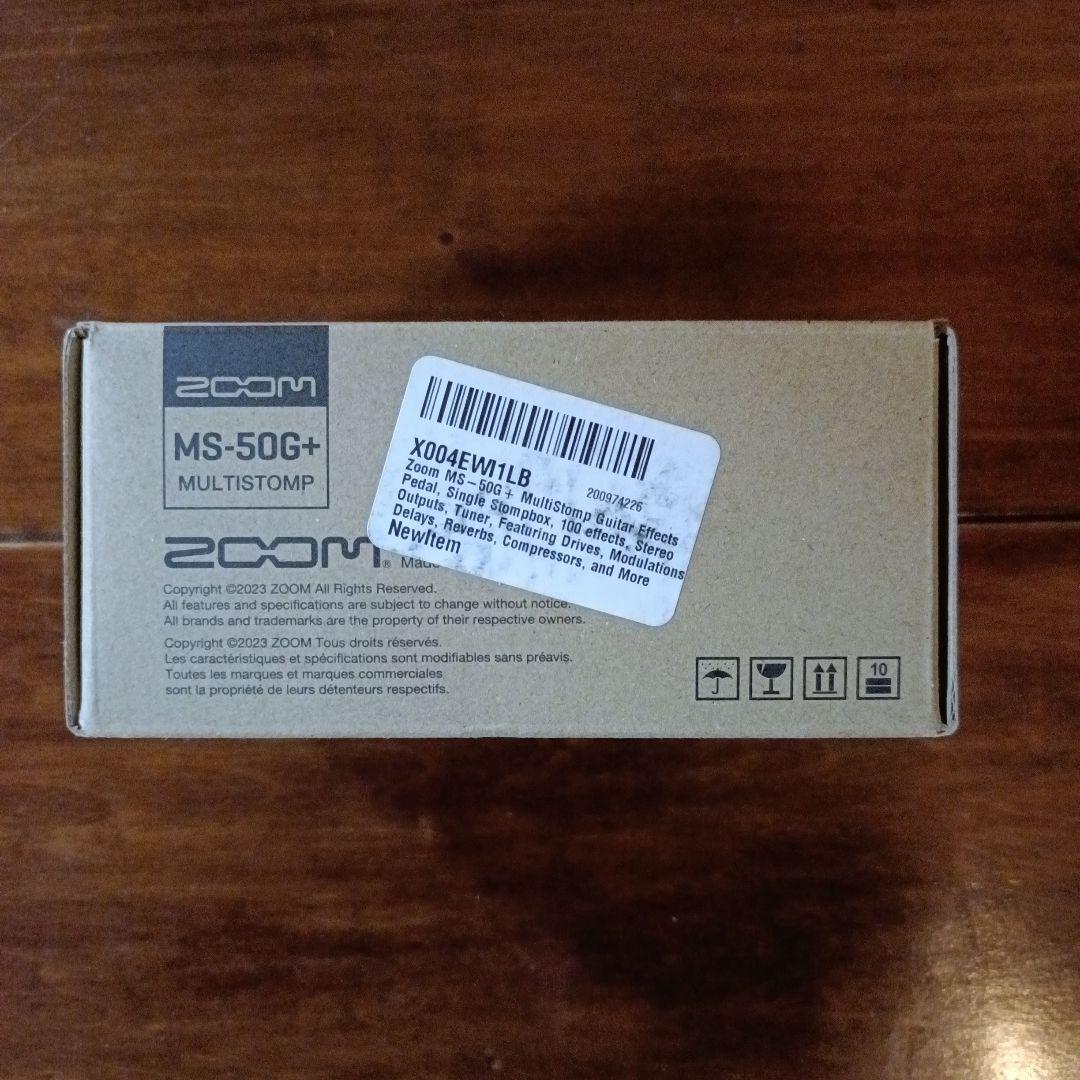 ZOOM
MS-50G+
MULTISTOMP
X004EWI1LB
200974226
Zoom MS-50G+ MultiStomp Guitar Effects
Pedal, Single Stompbox, 100 effects, Stereo
Outputs, Tuner, Featuring Drives, Modulations
Delays, Reverbs, Compressors, and More
NewItem
ZOOM® Made
Copyright ©2023 ZOOM All Rights Reserved.
All features and specifications are subject to change without notice.
All brands and trademarks are the property of their respective owners.
Copyright ©2023 ZOOM Tous droits réservés.
Les caractéristiques et spécifications sont modifiables sans préavis.
Toutes les marques et marques commerciales
sont la propriété de leurs détenteurs respectifs.
10